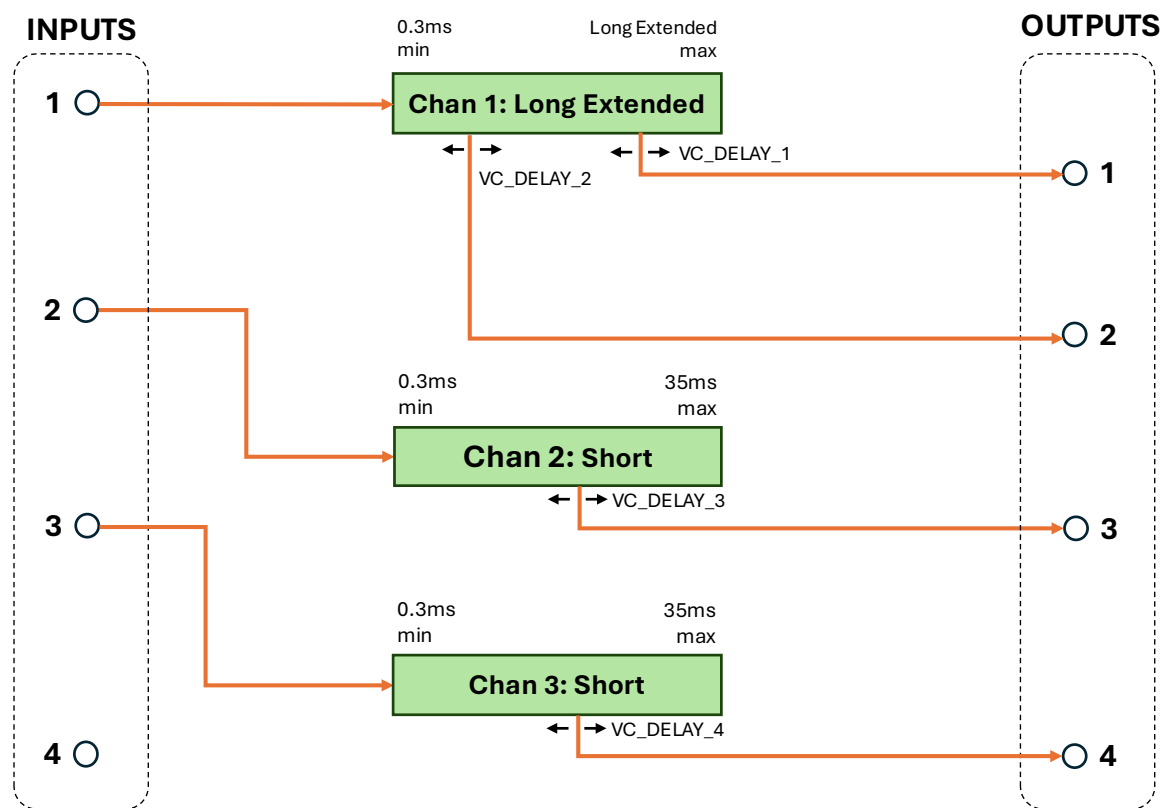 INPUTS
OUTPUTS
0.3ms
min
Long Extended
max
1
Chan 1: Long Extended
VC_DELAY_1
VC_DELAY_2
1
2
2
0.3ms
min
35ms
max
Chan 2: Short
VC_DELAY_3
3
3
0.3ms
min
35ms
max
Chan 3: Short
VC_DELAY_4
4
4